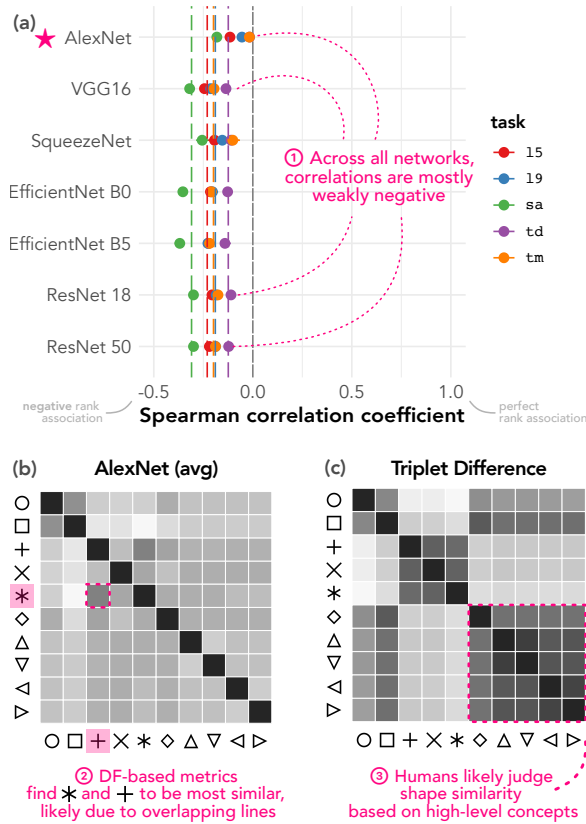 (a)
AlexNet
VGG16
SqueezeNet
EfficientNet B0
EfficientNet B5
ResNet 18
ResNet 50
1 Across all networks,
correlations are mostly
weakly negative
task
l5
l9
sa
td
tm
-0.5
0.0
0.5
1.0
negative rank
association
Spearman correlation coefficient
perfect
rank association
(b)
AlexNet (avg)
2 DF-based metrics
find * and + to be most similar,
likely due to overlapping lines
(c)
Triplet Difference
3 Humans likely judge
shape similarity
based on high-level concepts